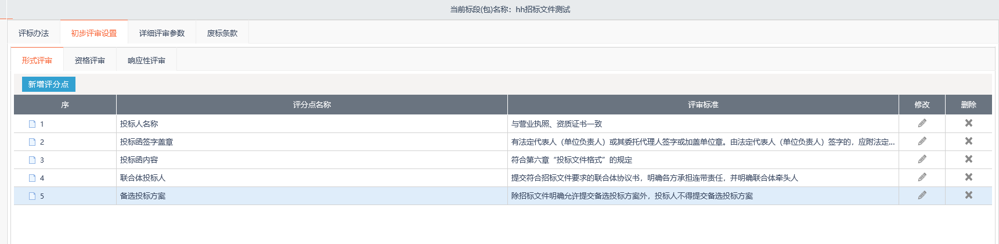 当前标段(包)名称：hh招标文件测试
评标办法 初步评审设置 详细评审参数 废标条款
形式评审 资格评审 响应性评审
新增评分点
序 评分点名称 评审标准 修改 删除
1 投标人名称 与营业执照、资质证书一致
2 投标函签字盖章 有法定代表人（单位负责人）或其委托代理人签字或加盖单位章。由法定代表人（单位负责人）签字的，应附法定...
3 投标函内容 符合第六章“投标文件格式”的规定
4 联合体投标人 提交符合招标文件要求的联合体协议书，明确各方承担连带责任，并明确联合体牵头人
5 备选投标方案 除招标文件明确允许提交备选投标方案外，投标人不得提交备选投标方案